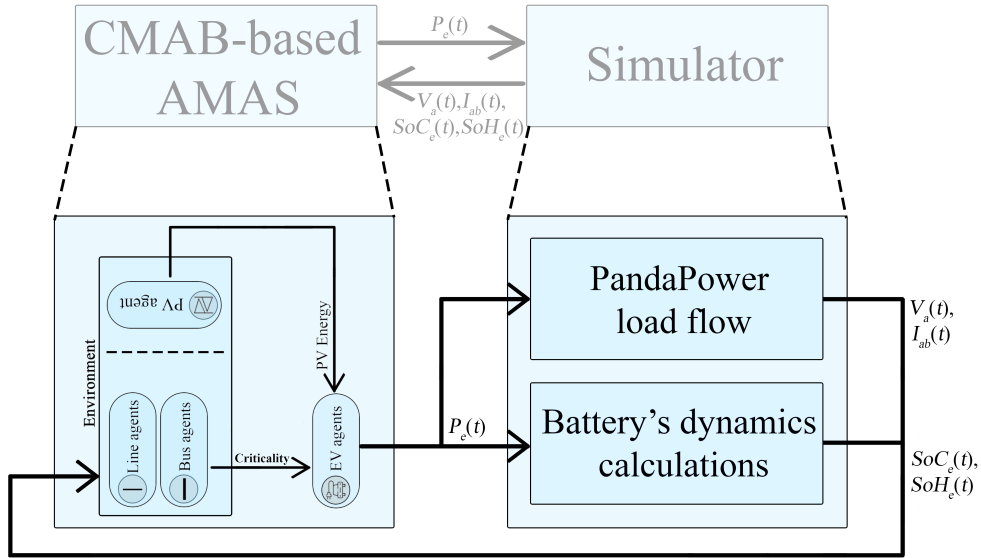 CMAB-based
AMAS
P_e(t)
V_a(t),I_ab(t),
SoC_e(t),SoH_e(t)
Simulator
Environment
PV agent
Line agents
Bus agents
Criticality
PV Energy
EV agents
P_e(t)
PandaPower
load flow
Battery's dynamics
calculations
V_a(t),
I_ab(t)
SoC_e(t),
SoH_e(t)